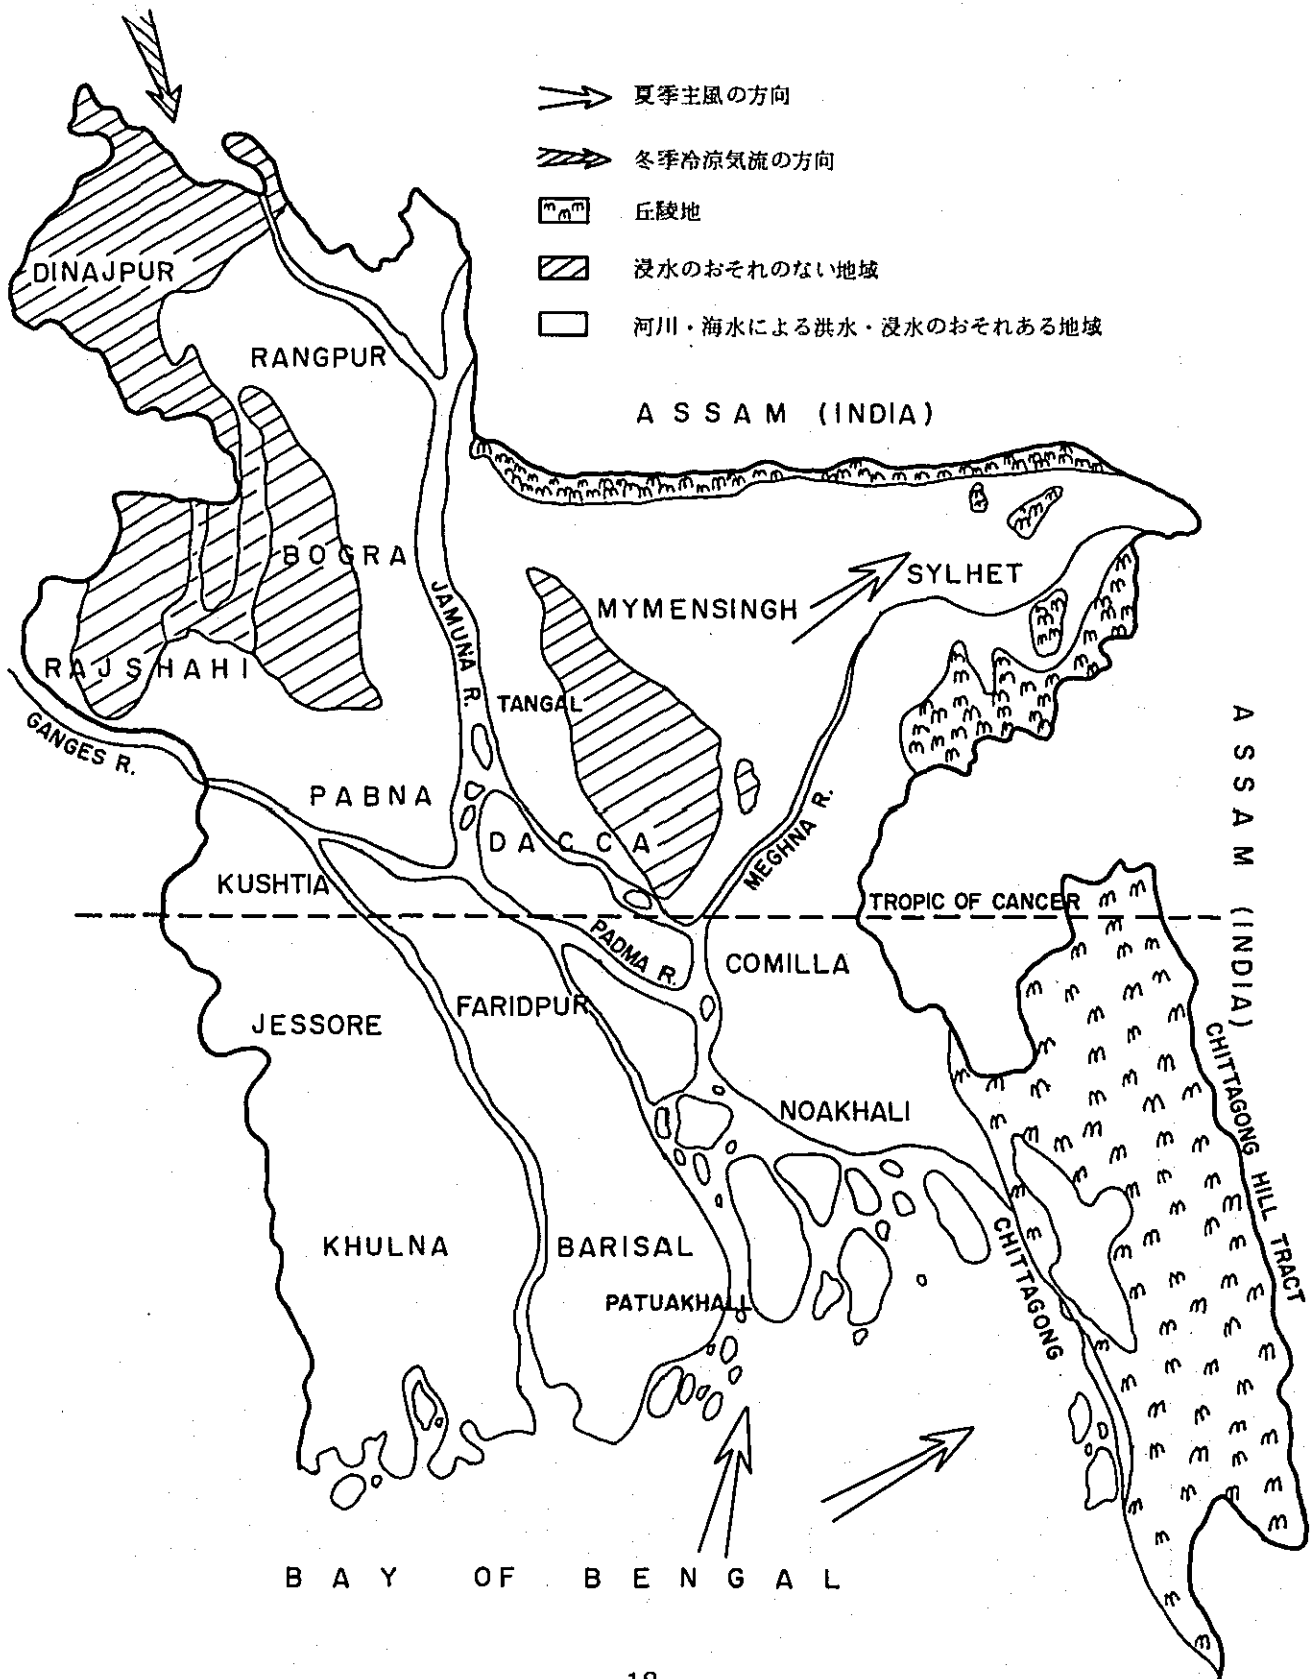 夏季主風の方向
冬季冷涼気流の方向
丘陵地
浸水のおそれのない地域
河川・海水による洪水・浸水のおそれある地域
DINAJPUR
RANGPUR
ASSAM (INDIA)
BOGRA
JAMUNA R.
MYMENSINGH
SYLHET
RAJSHAHI
TANGAL
GANGES R.
PABNA
DACCA
MEGHNA R.
ASSAM (INDIA)
KUSHTIA
TROPIC OF CANCER
PADMA R.
COMILLA
FARIDPUR
JESSORE
CHITTAGONG HILL TRACT
NOAKHALI
KHULNA
BARISAL
CHITTAGONG
PATUAKHALI
BAY OF BENGAL